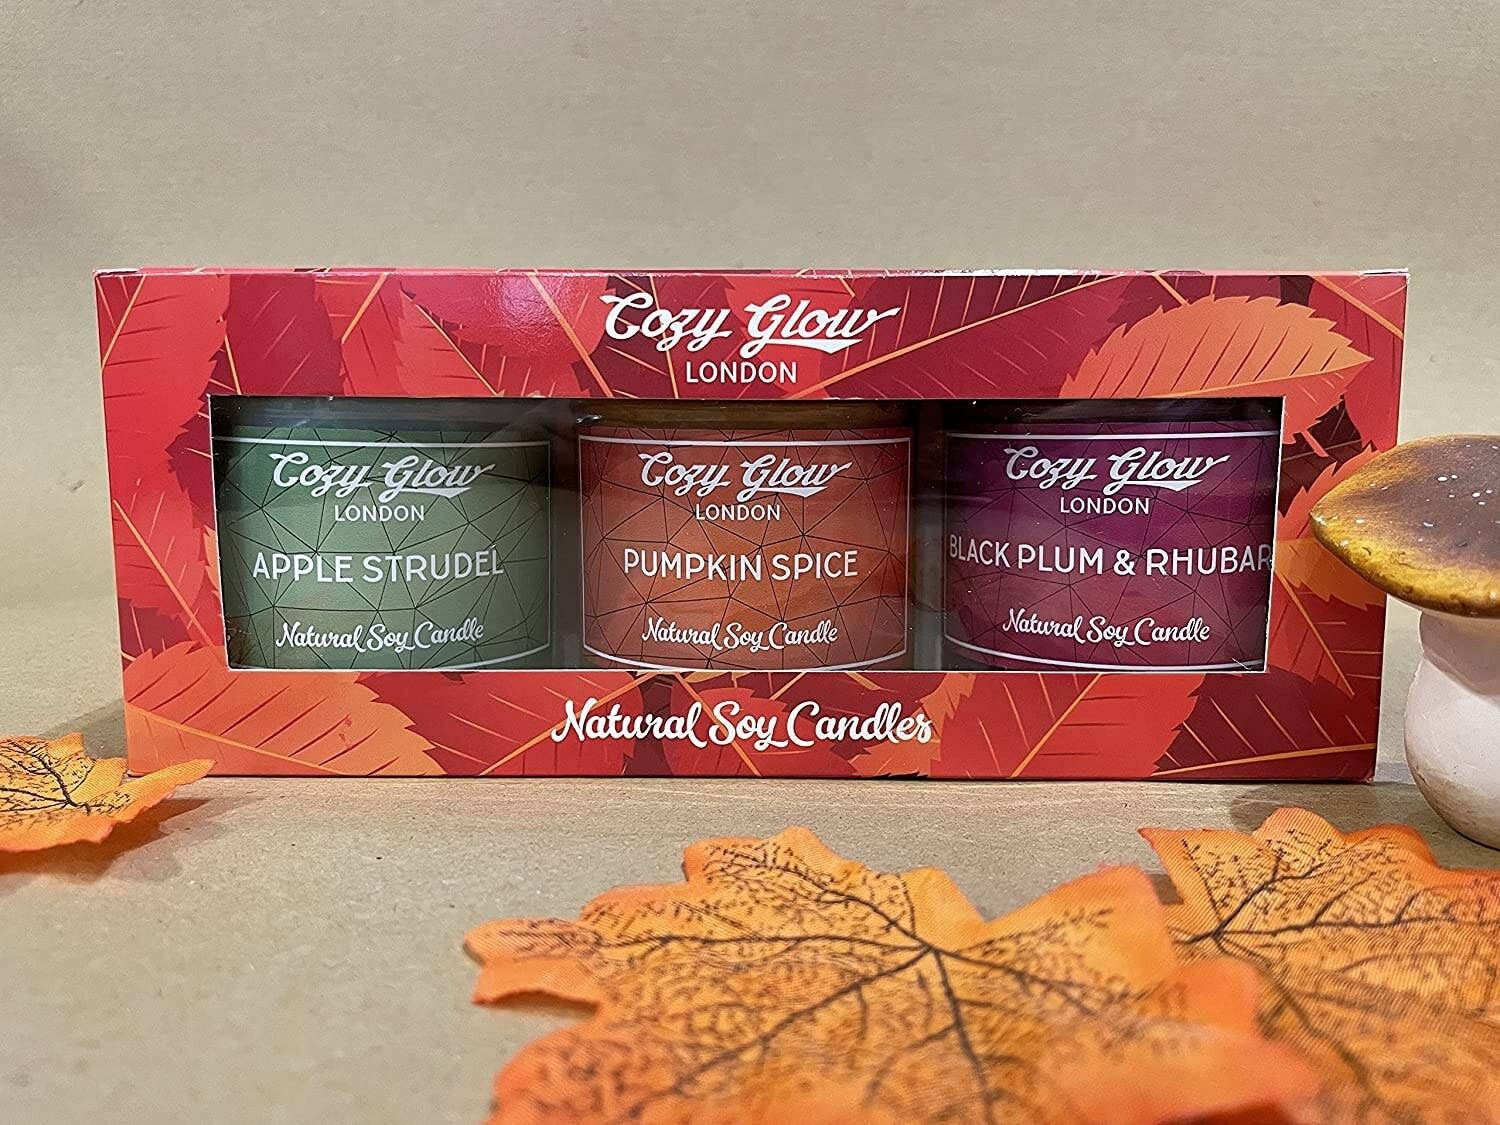 Cozy Glow
LONDON
Cozy Glow
LONDON
APPLE STRUDEL
Natural Soy Candle
Cozy Glow
LONDON
PUMPKIN SPICE
Natural Soy Candle
Cozy Glow
LONDON
BLACK PLUM & RHUBAR
Natural Soy Candle
Natural Soy Candles